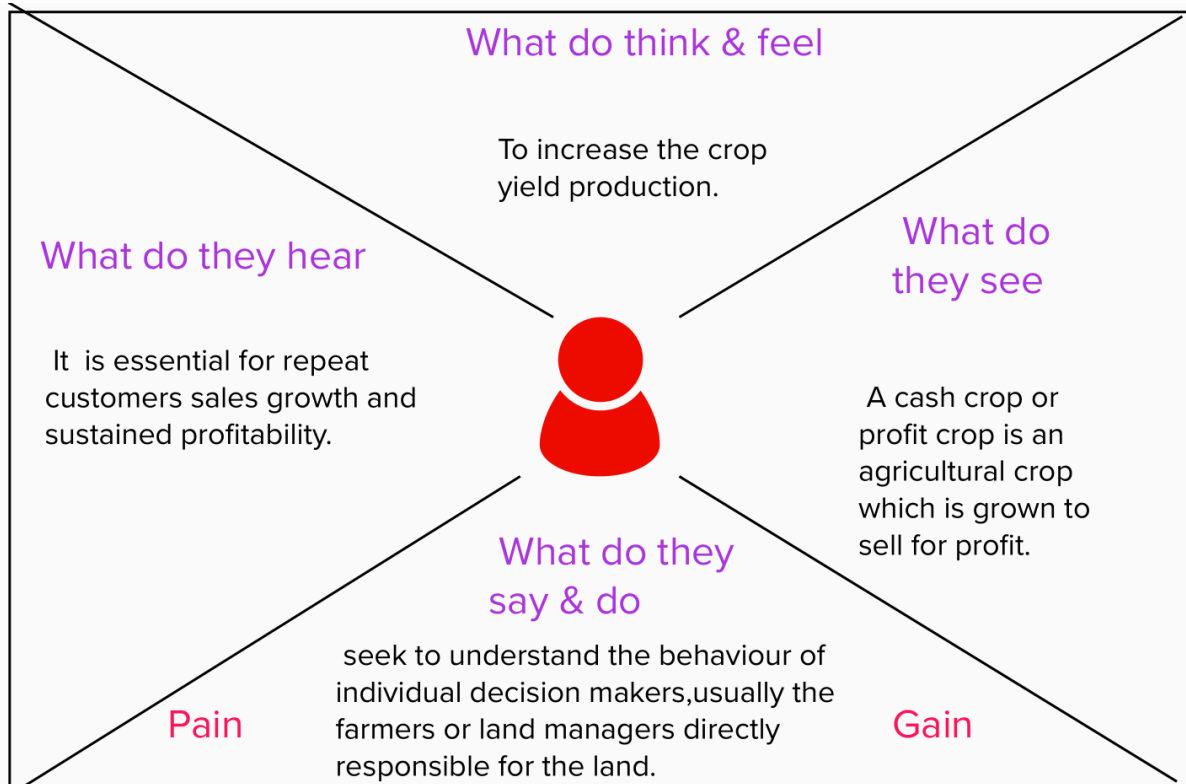 What do think & feel
To increase the crop
yield production.
What do they hear
It  is essential for repeat
customers sales growth and
sustained profitability.
What do
they see
A cash crop or
profit crop is an
agricultural crop
which is grown to
sell for profit.
What do they
say & do
seek to understand the behaviour of
individual decision makers,usually the
farmers or land managers directly
responsible for the land.
Pain
Gain